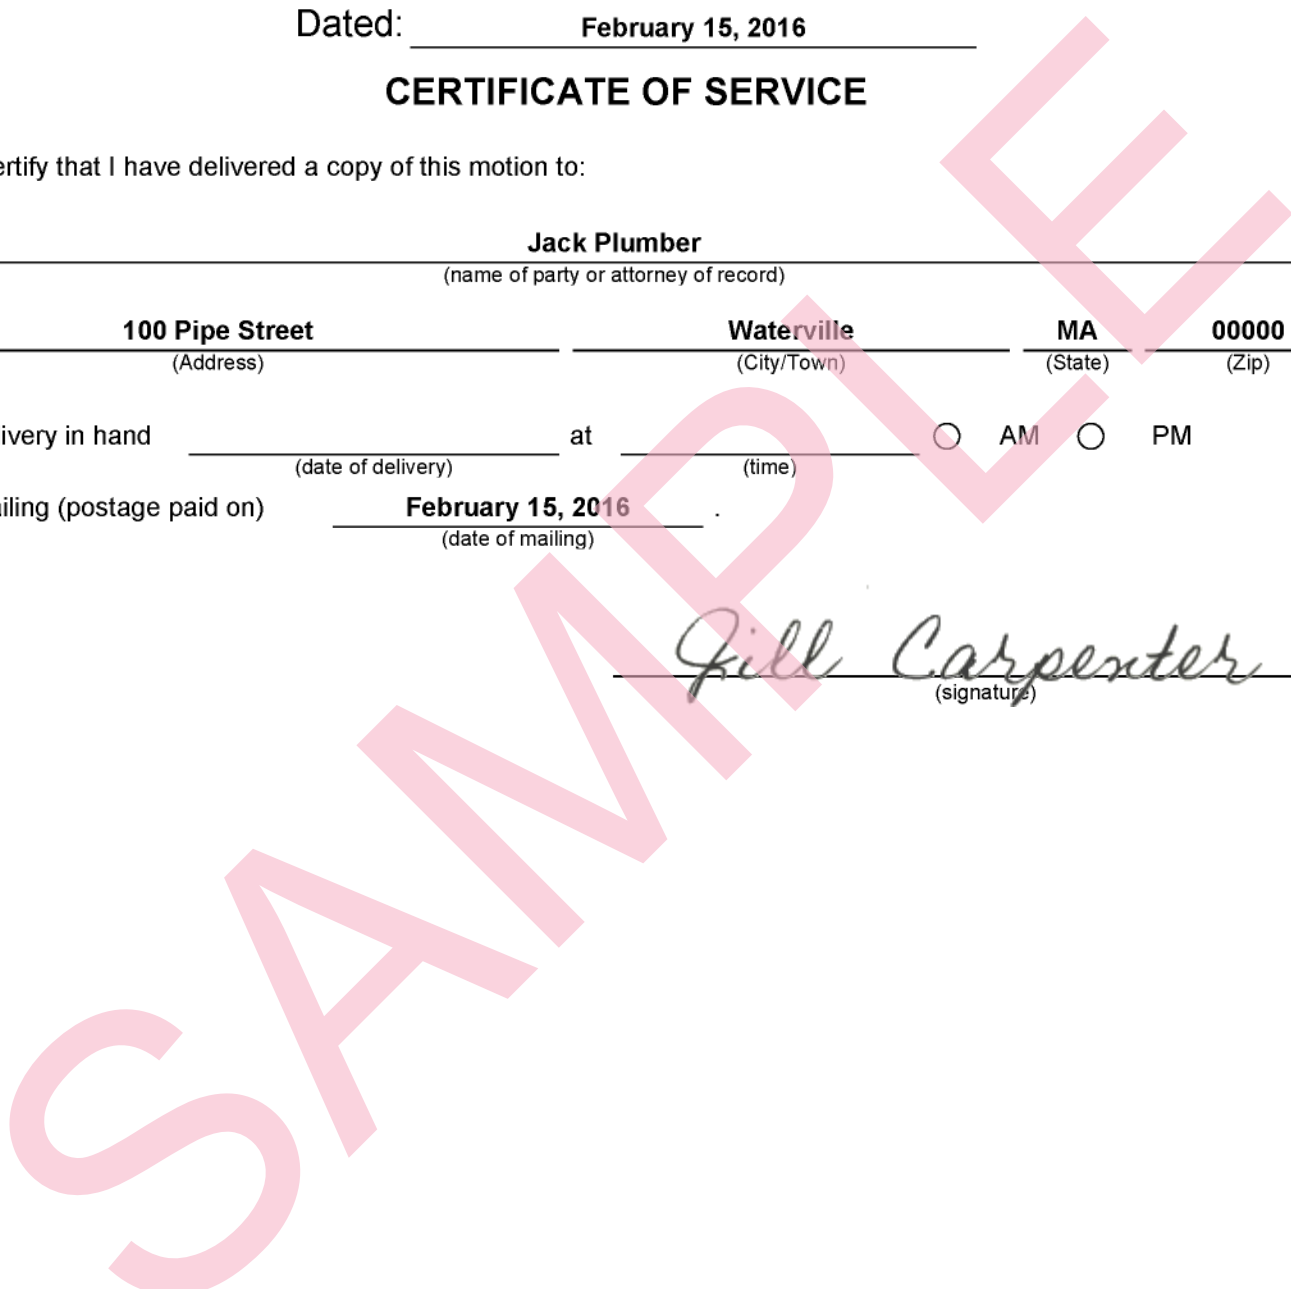 Dated: February 15, 2016
CERTIFICATE OF SERVICE
ertify that I have delivered a copy of this motion to:
Jack Plumber
(name of party or attorney of record)
100 Pipe Street Waterville MA 00000
(Address) (City/Town) (State) (Zip)
ivery in hand at AM PM
(date of delivery) (time)
iling (postage paid on) February 15, 2016 .
(date of mailing)
Jill Carpenter
(signature)
SAMPLE